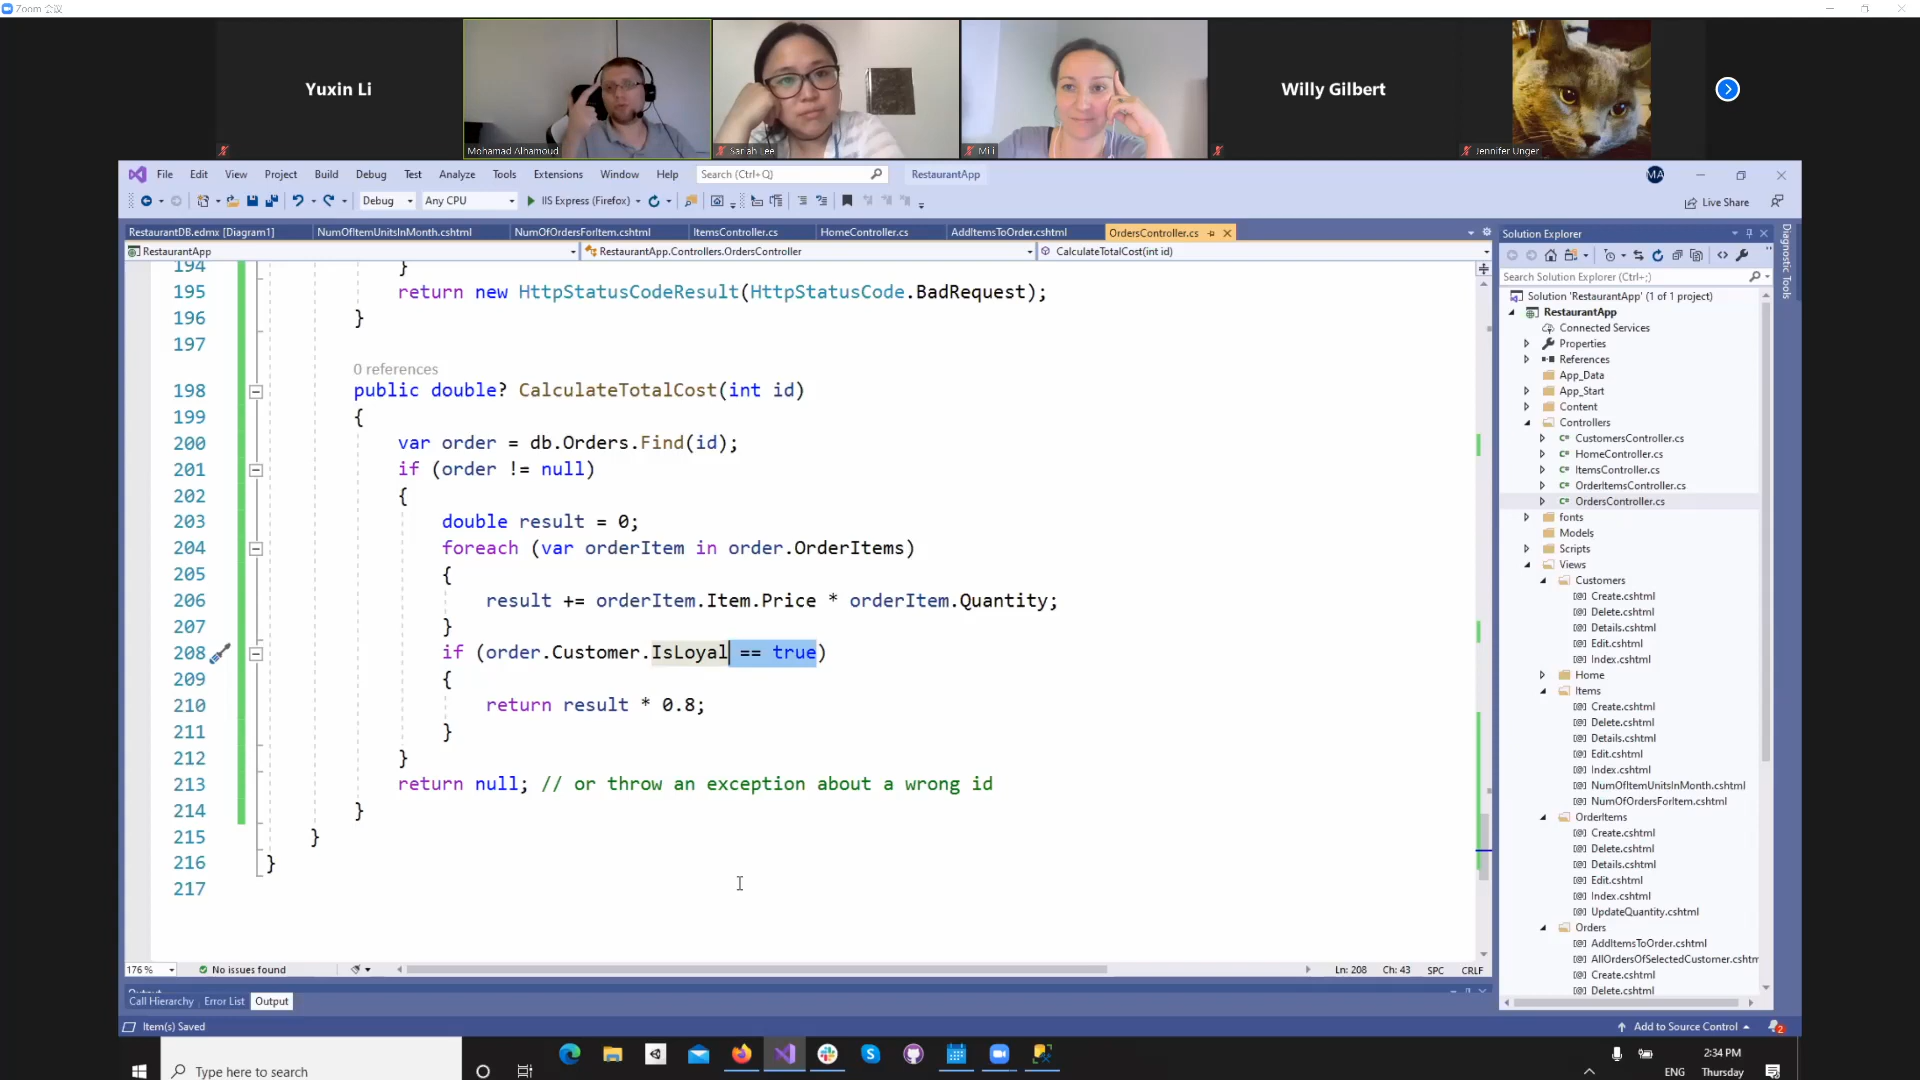 Zoom 会议
Yuxin Li
Willy Gilbert
Mohamad Alhamoud
Sariah Lee
Mili
Jennifer Unger
File Edit View Project Build Debug Test Analyze Tools Extensions Window Help Search (Ctrl+Q) RestaurantApp MA
Debug Any CPU IIS Express (Firefox) Live Share
RestaurantDB.edmx [Diagram1] NumOfItemUnitsInMonth.cshtml NumOfOrdersForItem.cshtml ItemsController.cs HomeController.cs AddItemsToOrder.cshtml OrdersController.cs
RestaurantApp RestaurantApp.Controllers.OrdersController CalculateTotalCost(int id)
194 }
195 return new HttpStatusCodeResult(HttpStatusCode.BadRequest);
196 }
197
0 references
198 public double? CalculateTotalCost(int id)
199 {
200 var order = db.Orders.Find(id);
201 if (order != null)
202 {
203 double result = 0;
204 foreach (var orderItem in order.OrderItems)
205 {
206 result += orderItem.Item.Price * orderItem.Quantity;
207 }
208 if (order.Customer.IsLoyal == true)
209 {
210 return result * 0.8;
211 }
212 }
213 return null; // or throw an exception about a wrong id
214 }
215 }
216 }
217
176 % No issues found Ln: 208 Ch: 43 SPC CRLF
Output
Call Hierarchy Error List Output
Item(s) Saved Add to Source Control 2
Solution Explorer
Search Solution Explorer (Ctrl+;)
Solution 'RestaurantApp' (1 of 1 project)
RestaurantApp
Connected Services
Properties
References
App_Data
App_Start
Content
Controllers
CustomersController.cs
HomeController.cs
ItemsController.cs
OrderItemsController.cs
OrdersController.cs
fonts
Models
Scripts
Views
Customers
Create.cshtml
Delete.cshtml
Details.cshtml
Edit.cshtml
Index.cshtml
Home
Items
Create.cshtml
Delete.cshtml
Details.cshtml
Edit.cshtml
Index.cshtml
NumOfItemUnitsInMonth.cshtml
NumOfOrdersForItem.cshtml
OrderItems
Create.cshtml
Delete.cshtml
Details.cshtml
Edit.cshtml
Index.cshtml
UpdateQuantity.cshtml
Orders
AddItemsToOrder.cshtml
AllOrdersOfSelectedCustomer.cshtm
Create.cshtml
Delete.cshtml
Diagnostic Tools
Type here to search
ENG
2:34 PM
Thursday